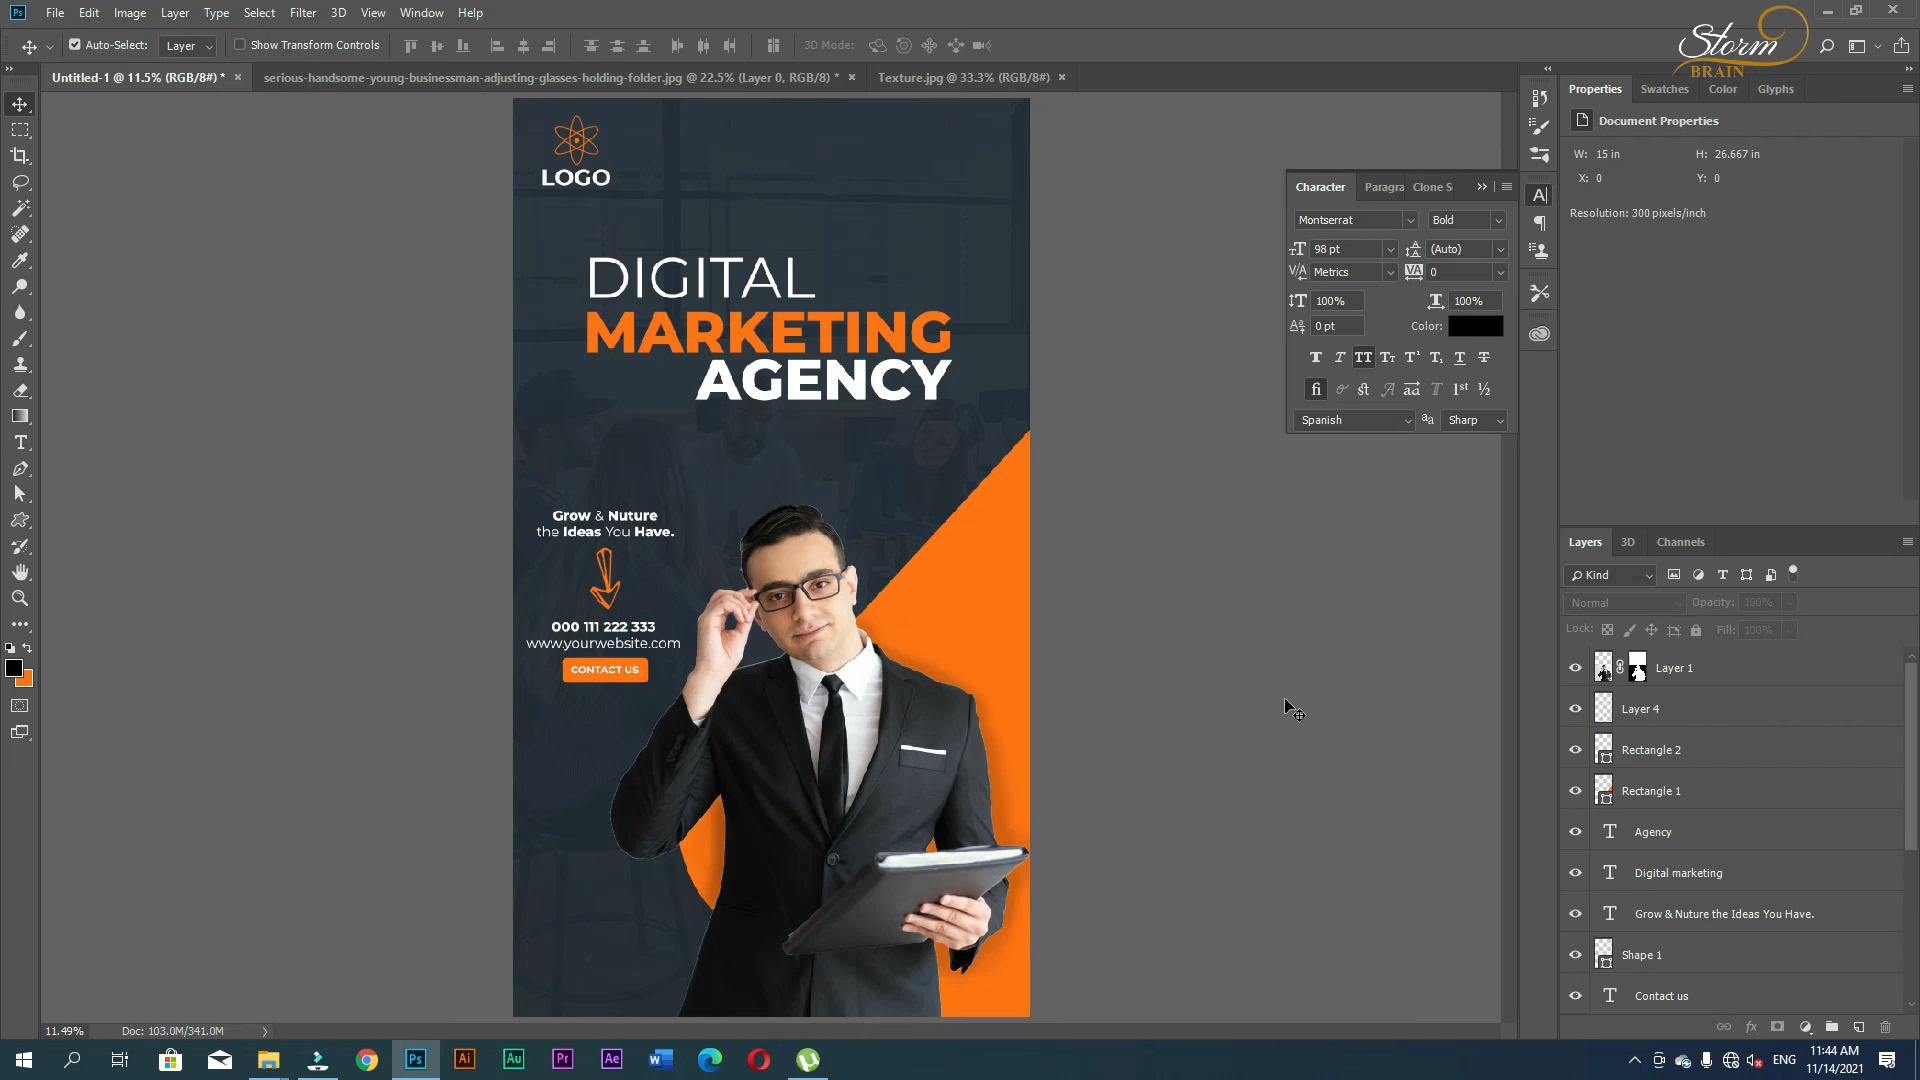 Ps File Edit Image Layer Type Select Filter 3D View Window Help
Storm
BRAIN
Auto-Select: Layer Show Transform Controls 3D Mode:
Untitled-1 @ 11.5% (RGB/8#) * × serious-handsome-young-businessman-adjusting-glasses-holding-folder.jpg @ 22.5% (Layer 0, RGB/8) * × Texture.jpg @ 33.3% (RGB/8#) ×
Properties Swatches Color Glyphs
Document Properties
W: 15 in H: 26.667 in
X: 0 Y: 0
Resolution: 300 pixels/inch
LOGO
DIGITAL
MARKETING
AGENCY
Grow & Nuture
the Ideas You Have.
000 111 222 333
www.yourwebsite.com
CONTACT US
Character Paragra Clone S
Montserrat Bold
98 pt (Auto)
Metrics 0
100% 100%
0 pt Color:
Spanish aa Sharp
Layers 3D Channels
Kind
Normal Opacity: 100%
Lock: Fill: 100%
Layer 1
Layer 4
Rectangle 2
Rectangle 1
Agency
Digital marketing
Grow & Nuture the Ideas You Have.
Shape 1
Contact us
11.49% Doc: 103.0M/341.0M
Ps Ai Au Pr Ae
ENG
11:44 AM
11/14/2021